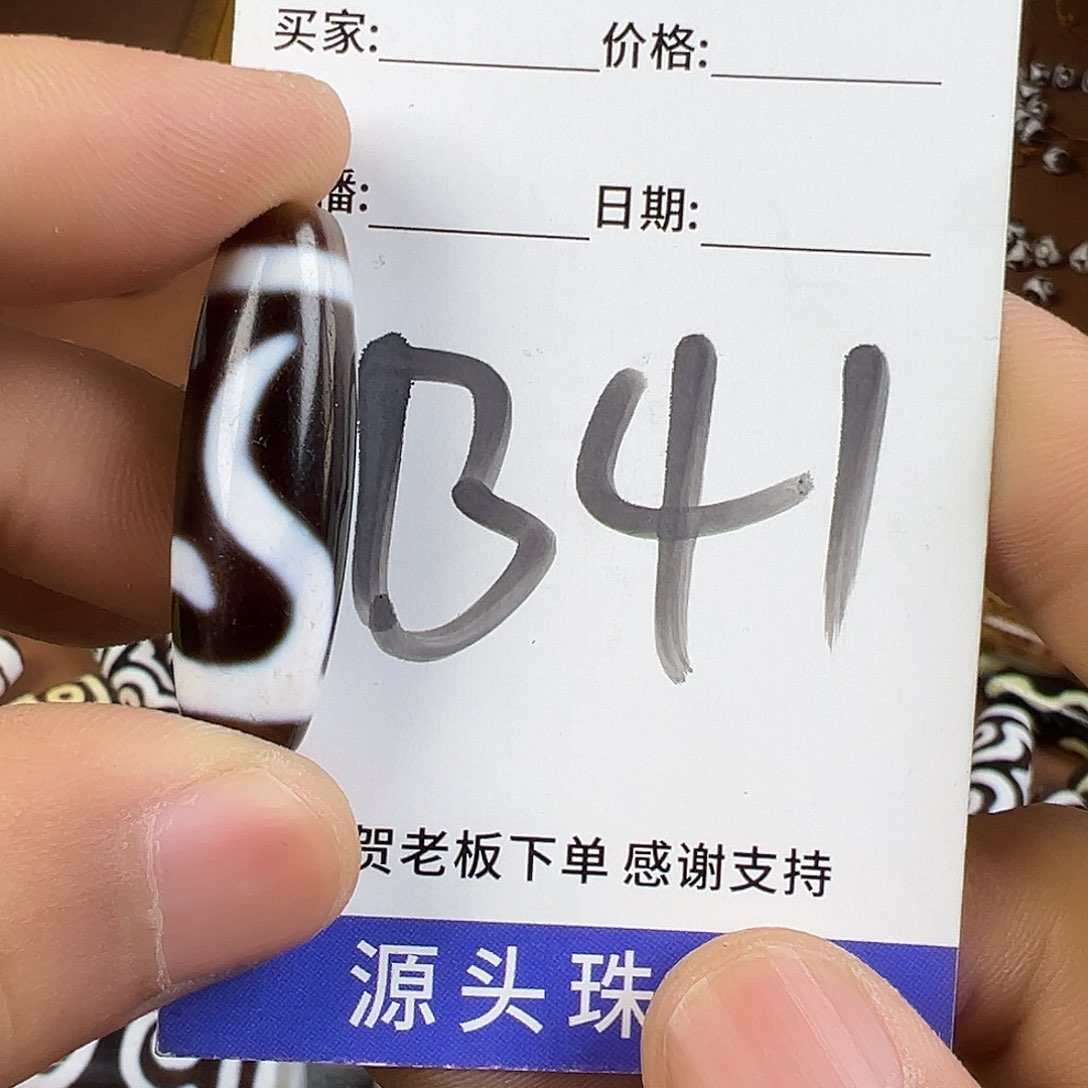 买家: 价格:
播: 日期:
B41
贺老板下单 感谢支持
源头珠